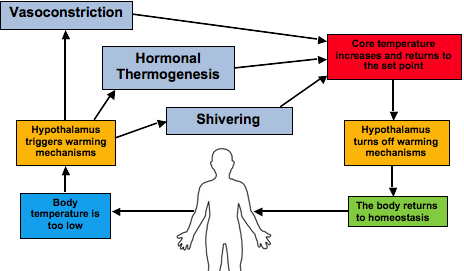 Vasoconstriction
Hormonal
Thermogenesis
Shivering
Core temperature
increases and returns to
the set point
Hypothalamus
triggers warming
mechanisms
Hypothalamus
turns off warming
mechanisms
Body
temperature is
too low
The body returns
to homeostasis